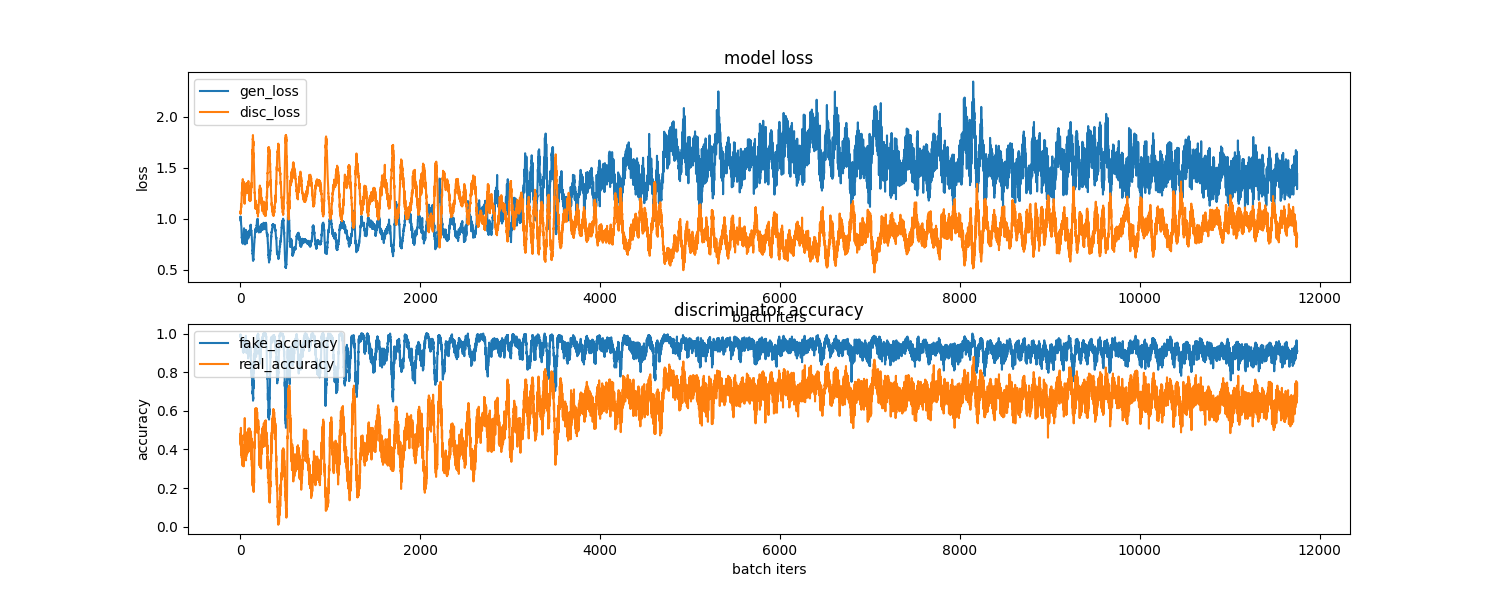 model loss
gen_loss
disc_loss
loss
2.0
1.5
1.0
0.5
0 2000 4000 6000 8000 10000 12000
batch iters
discriminator accuracy
fake_accuracy
real_accuracy
accuracy
1.0
0.8
0.6
0.4
0.2
0.0
0 2000 4000 6000 8000 10000 12000
batch iters